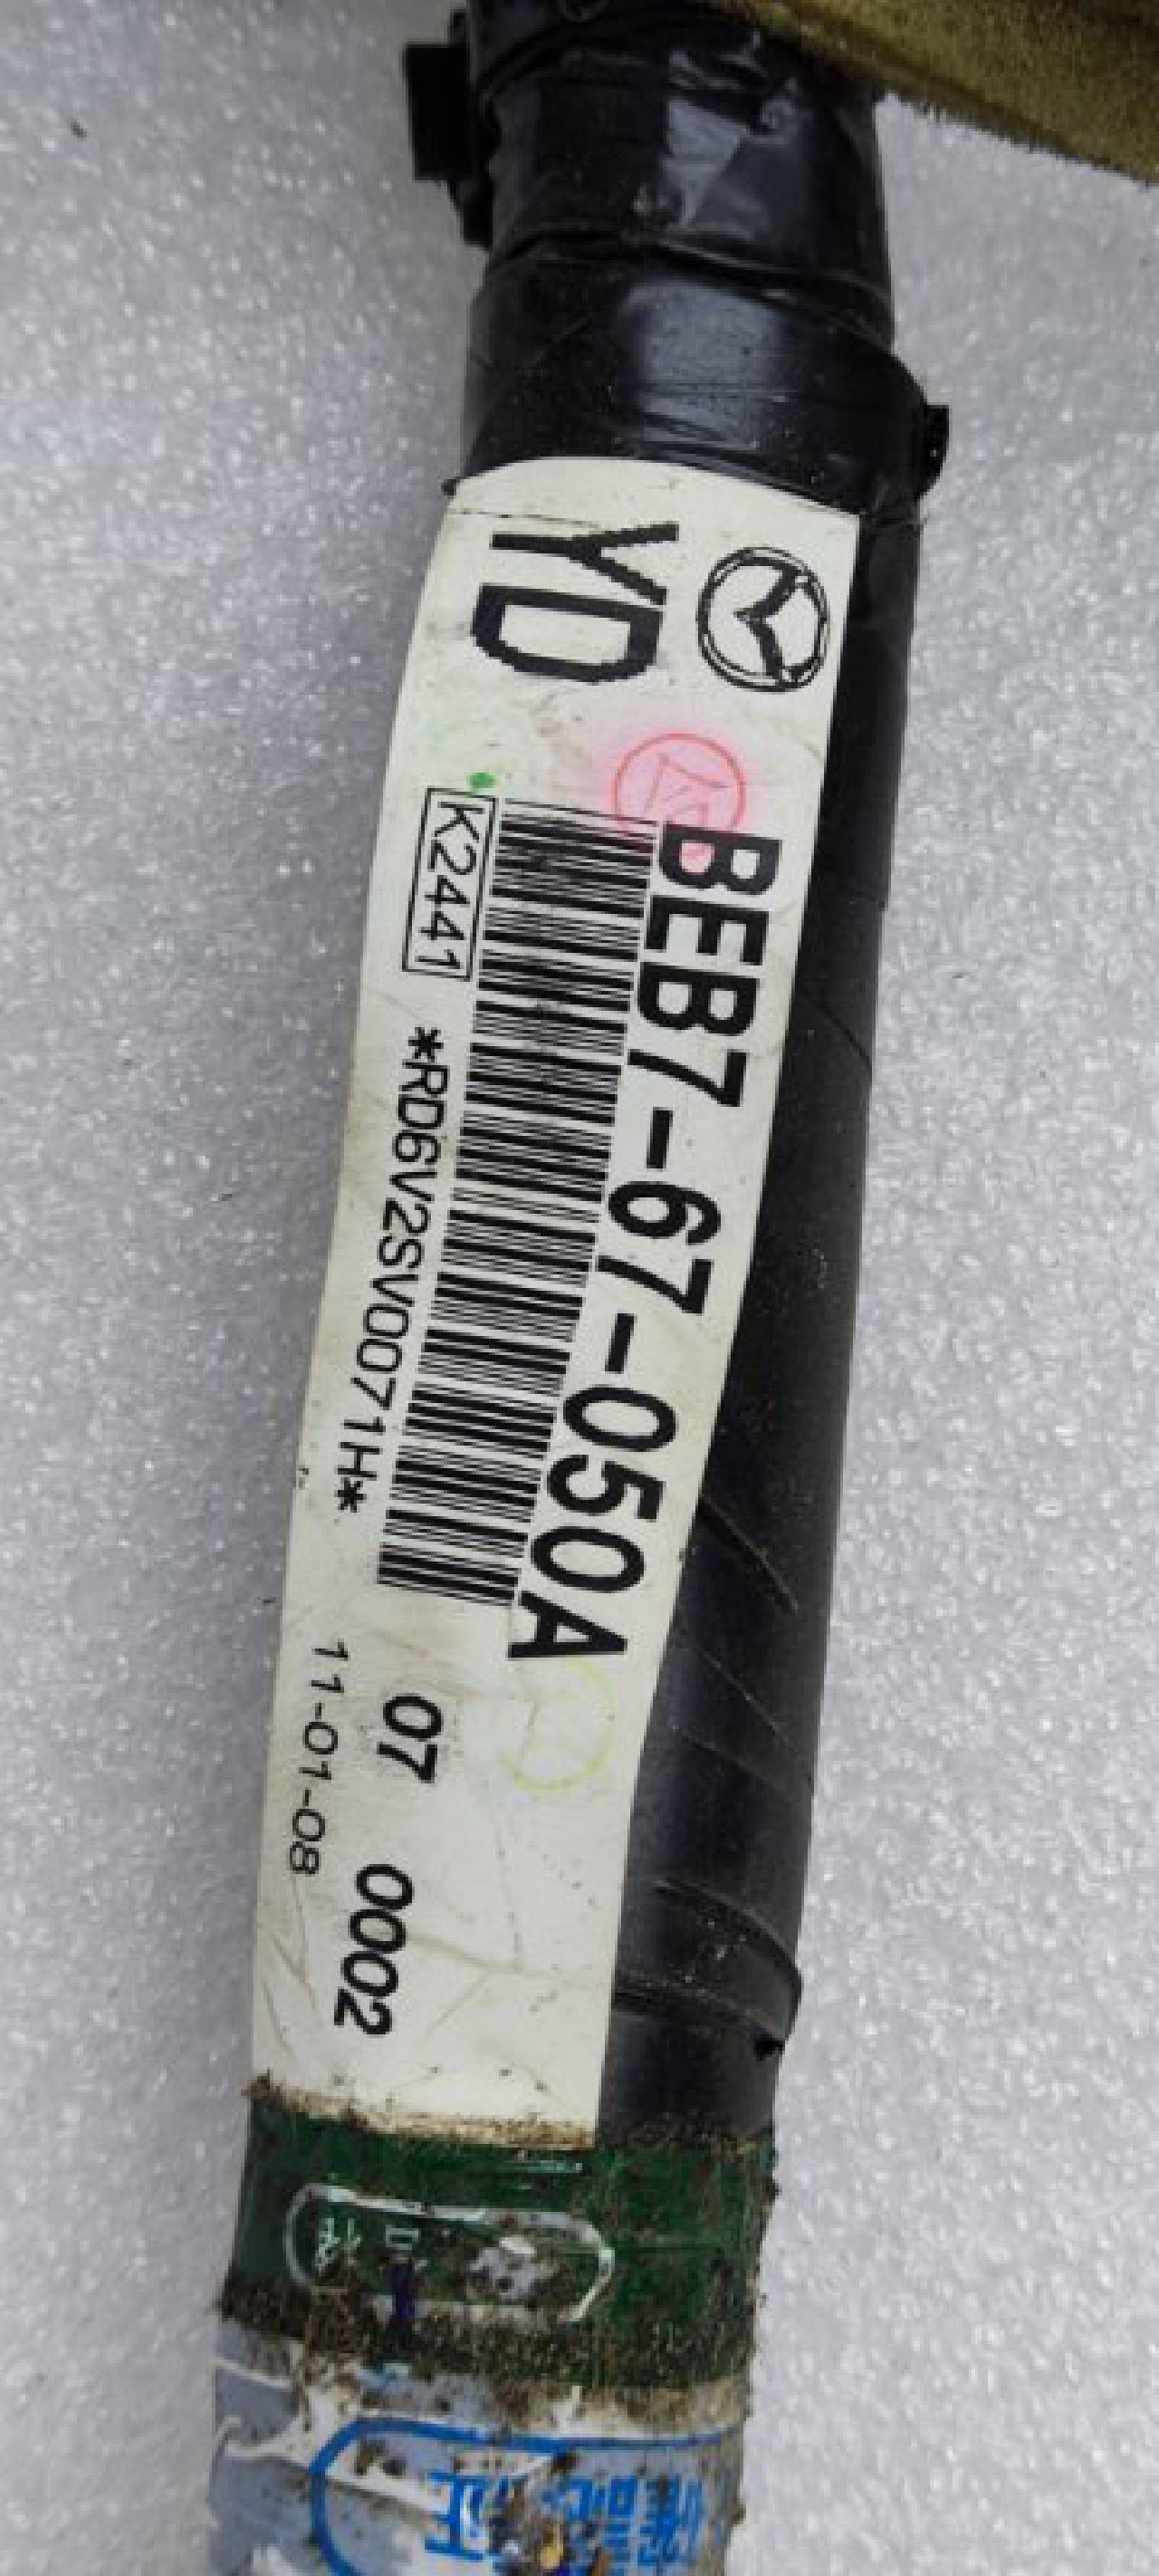 YD
BEB7-67-050A
K2441
*RD6V2SV0071H*
07 0002
11-01-08